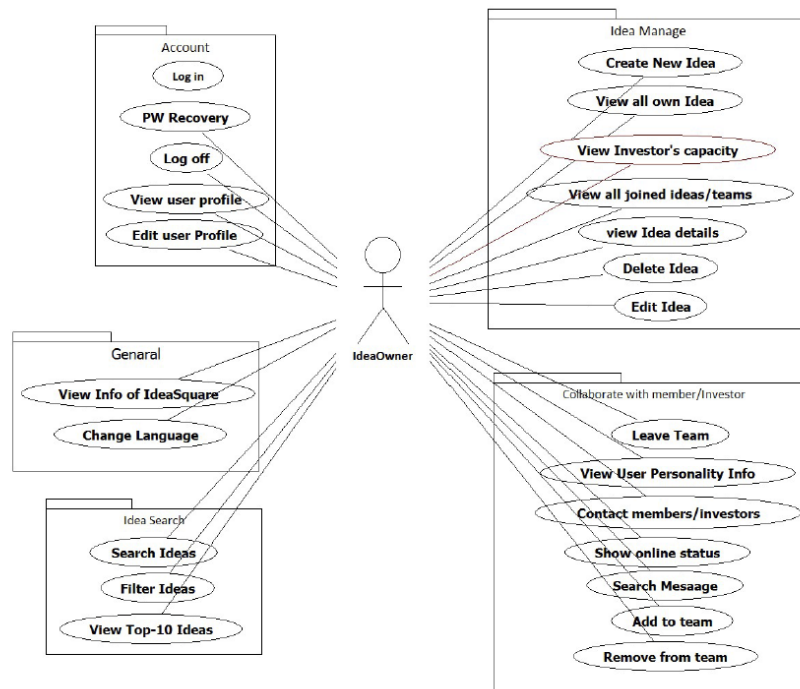 Account
Log in
PW Recovery
Log off
View user profile
Edit user Profile
Idea Manage
Create New Idea
View all own Idea
View Investor's capacity
View all joined ideas/teams
view Idea details
Delete Idea
Edit Idea
IdeaOwner
Genaral
View Info of IdeaSquare
Change Language
Idea Search
Search Ideas
Filter Ideas
View Top-10 Ideas
Collaborate with member/Investor
Leave Team
View User Personality Info
Contact members/investors
Show online status
Search Mesaage
Add to team
Remove from team